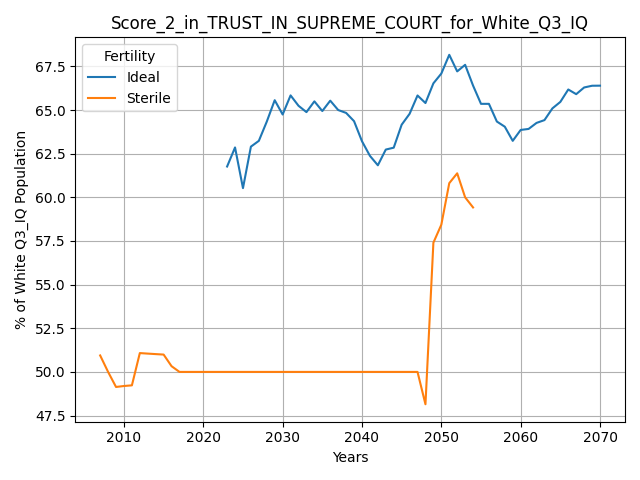 Score_2_in_TRUST_IN_SUPREME_COURT_for_White_Q3_IQ
Fertility
Ideal
Sterile
% of White Q3_IQ Population
67.5
65.0
62.5
60.0
57.5
55.0
52.5
50.0
47.5
2010 2020 2030 2040 2050 2060 2070
Years